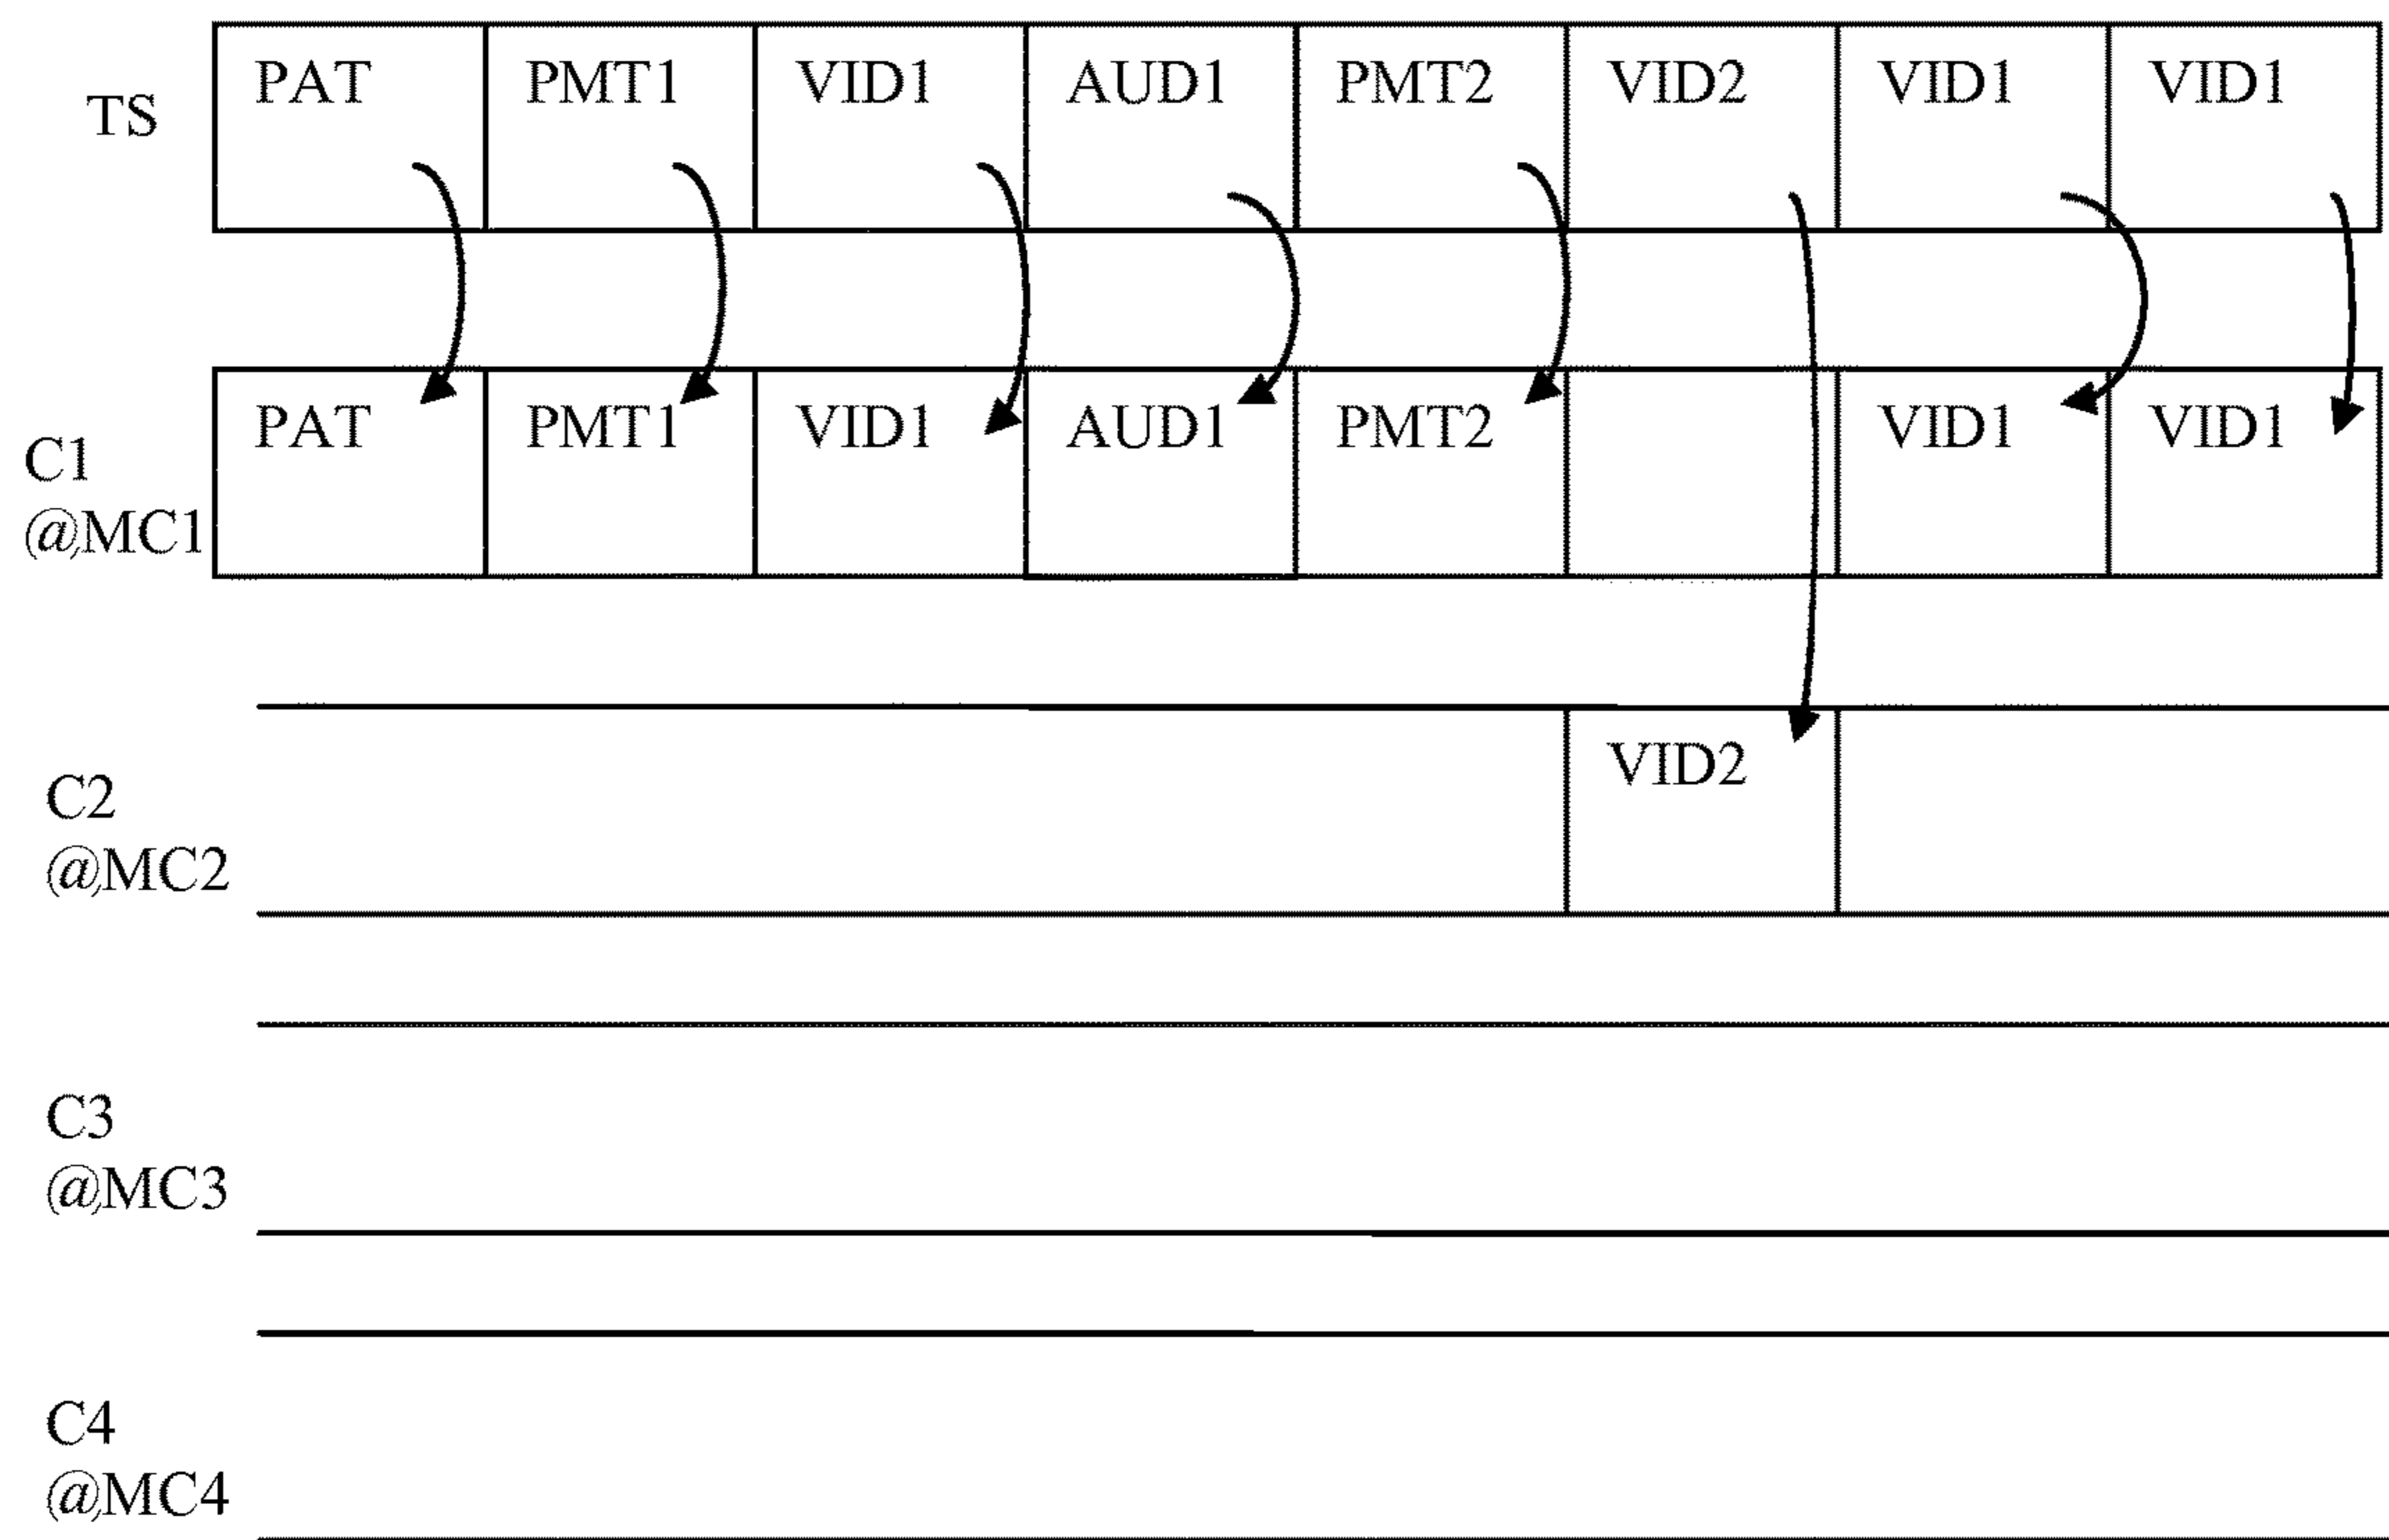 TS PAT PMT1 VID1 AUD1 PMT2 VID2 VID1 VID1
C1 PAT PMT1 VID1 AUD1 PMT2 VID1 VID1
@MC1
VID2
C2
@MC2
C3
@MC3
C4
@MC4